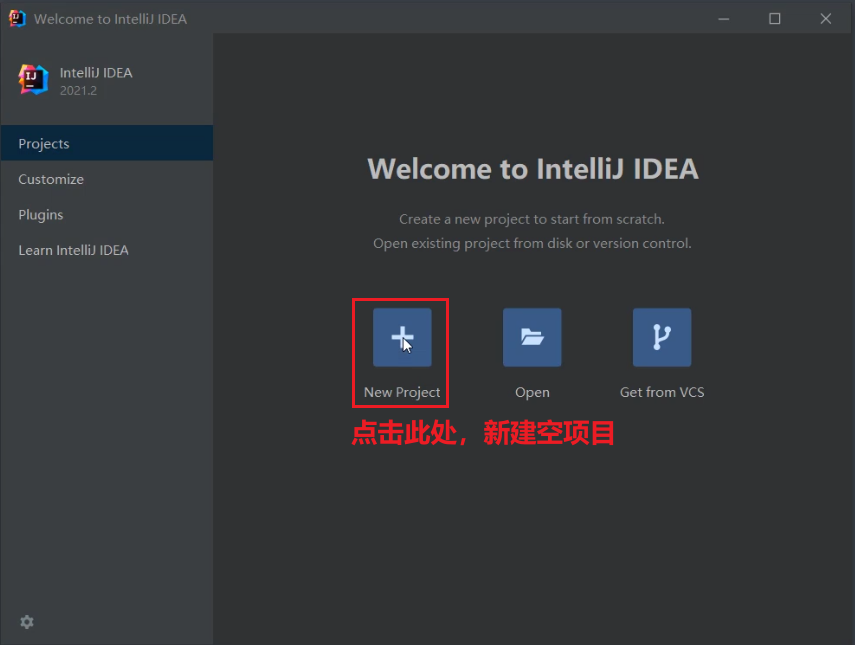 Welcome to IntelliJ IDEA
IJ
IntelliJ IDEA
2021.2
Projects
Customize
Plugins
Learn IntelliJ IDEA
Welcome to IntelliJ IDEA
Create a new project to start from scratch.
Open existing project from disk or version control.
New Project
Open
Get from VCS
点击此处，新建空项目